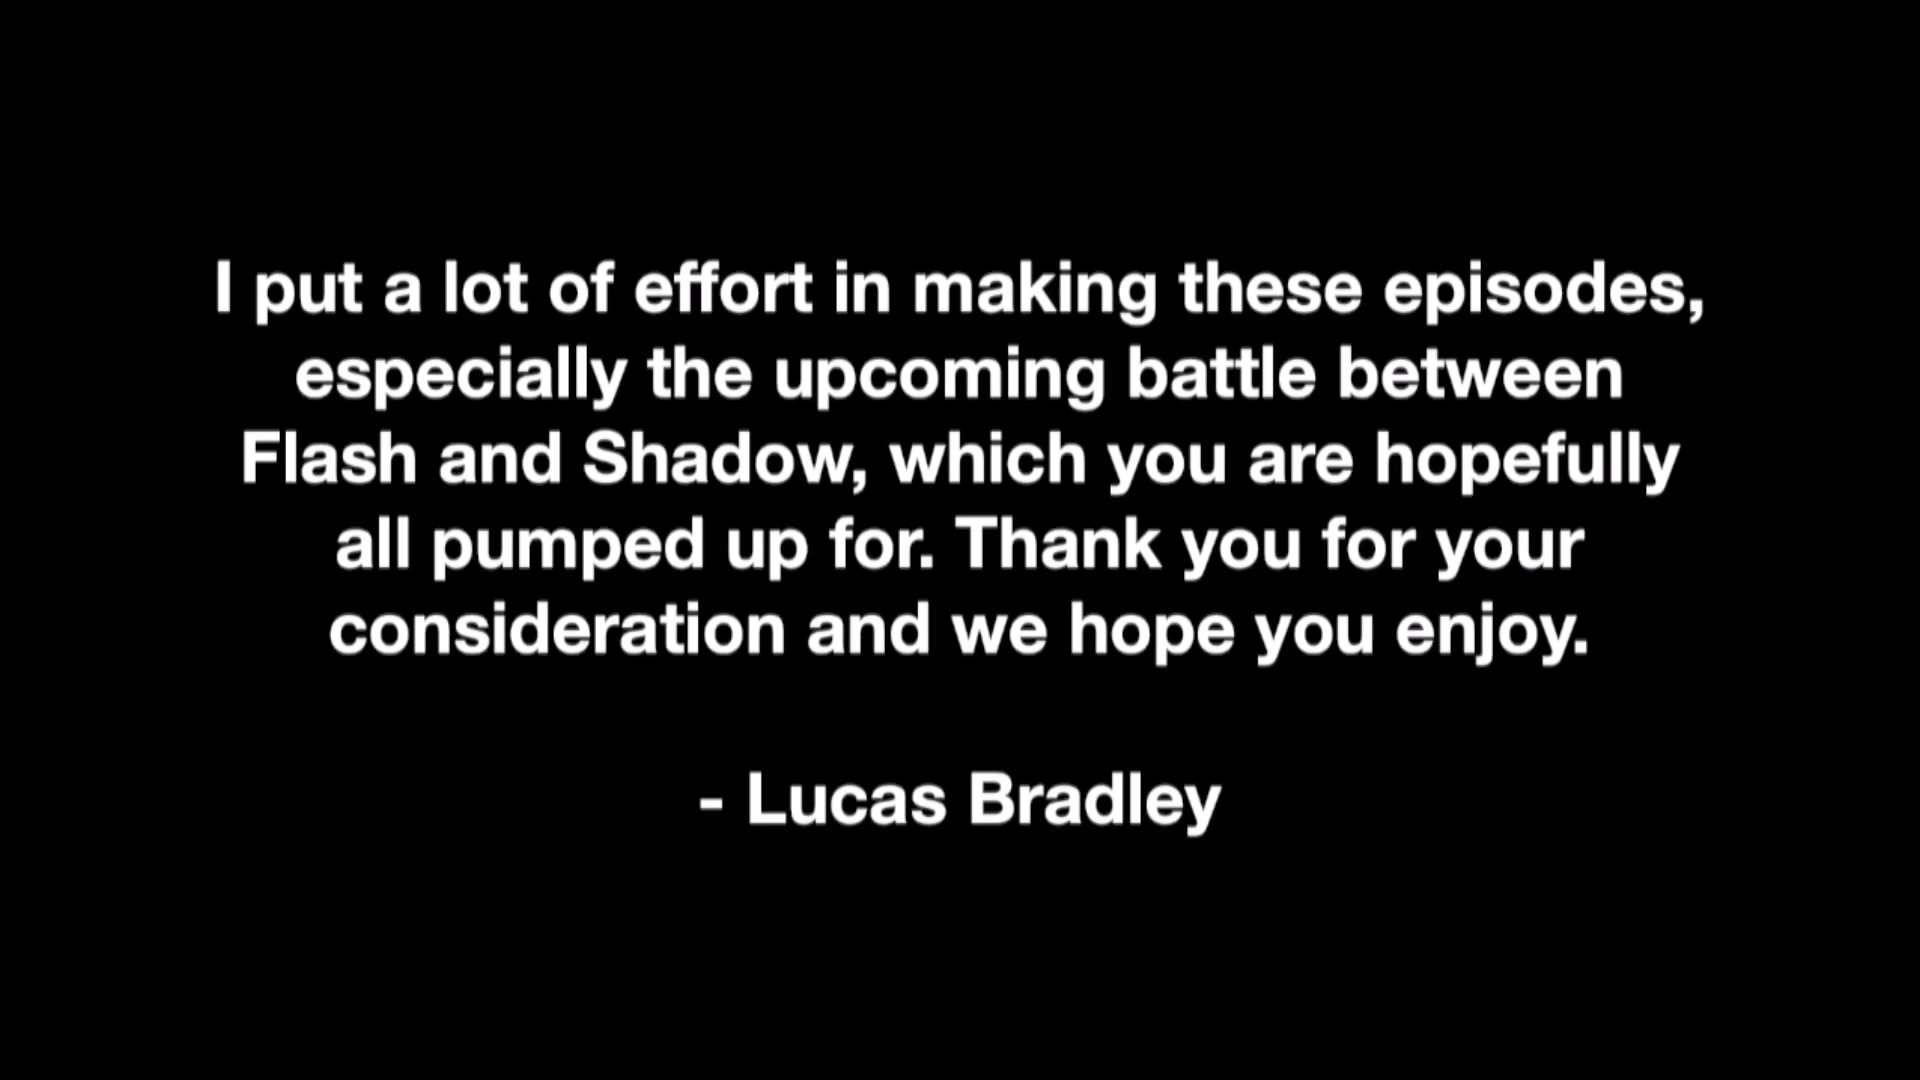 I put a lot of effort in making these episodes,
especially the upcoming battle between
Flash and Shadow, which you are hopefully
all pumped up for. Thank you for your
consideration and we hope you enjoy.
- Lucas Bradley